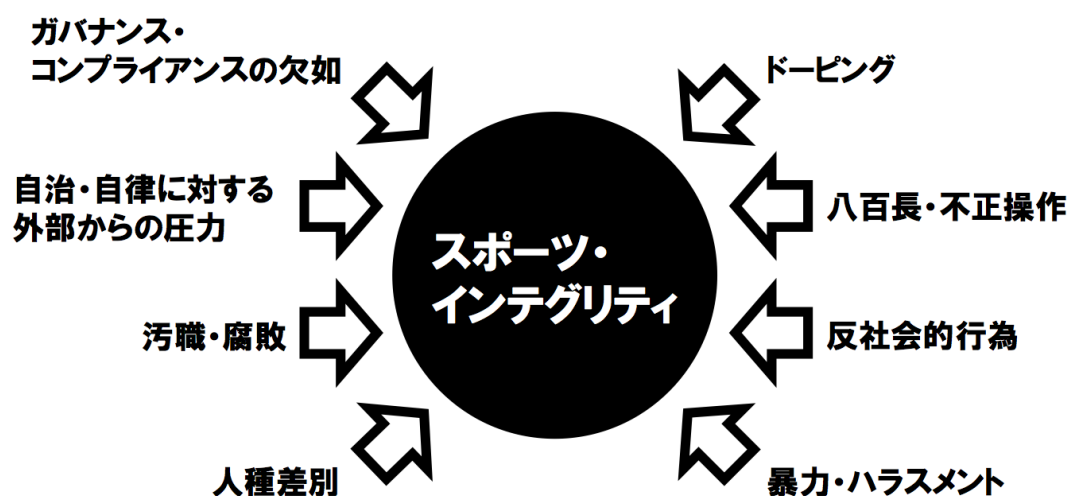 ガバナンス・
コンプライアンスの欠如
自治・自律に対する
外部からの圧力
汚職・腐敗
人種差別
スポーツ・
インテグリティ
ドーピング
八百長・不正操作
反社会的行為
暴力・ハラスメント